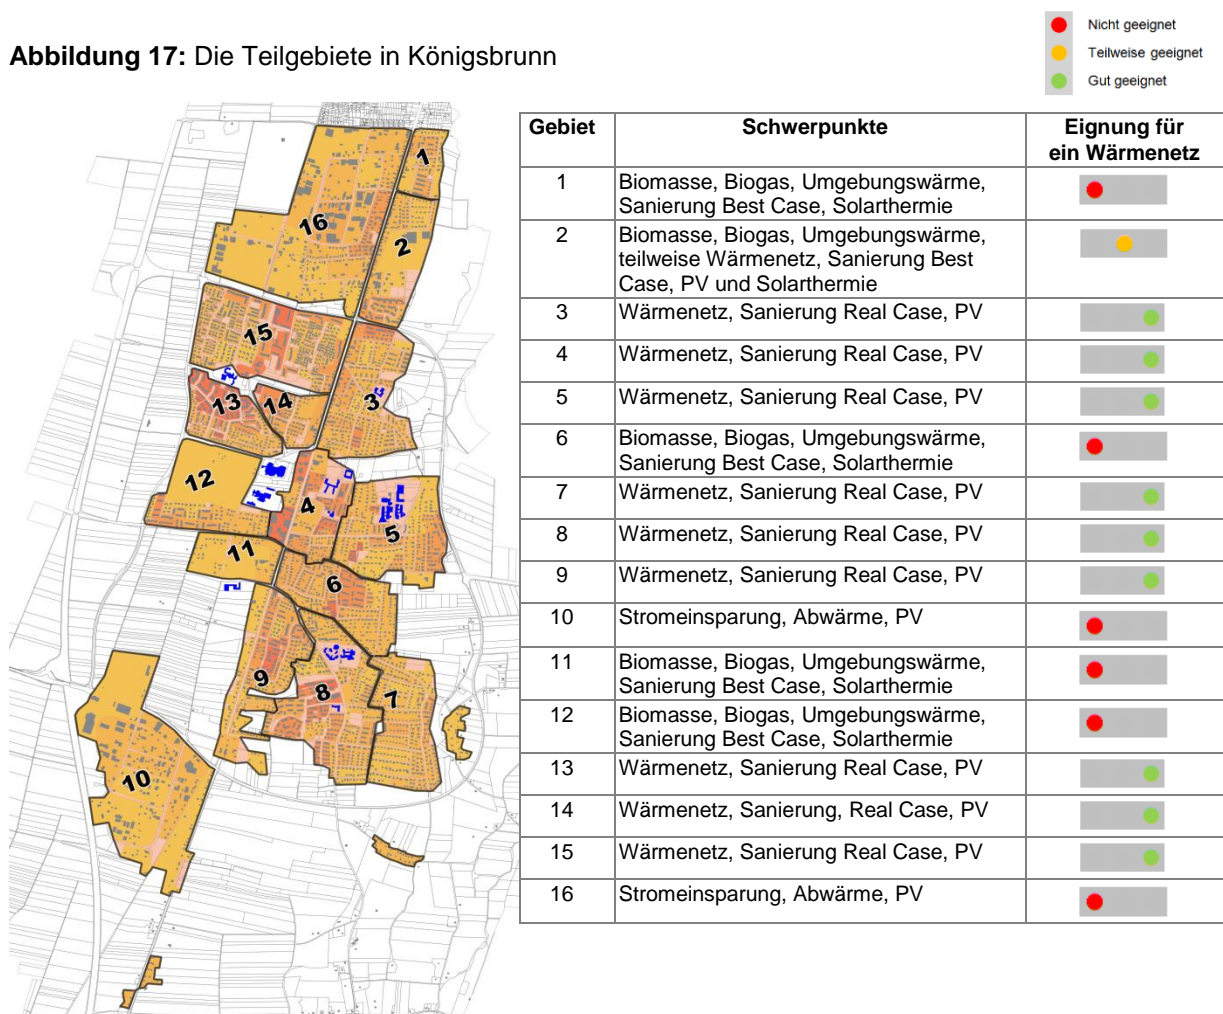 Abbildung 17: Die Teilgebiete in Königsbrunn
Nicht geeignet
Teilweise geeignet
Gut geeignet
1
16
2
15
13
14
3
12
4
5
11
6
9
8
7
10
Gebiet Schwerpunkte Eignung für
ein Wärmenetz
1 Biomasse, Biogas, Umgebungswärme,
Sanierung Best Case, Solarthermie
2 Biomasse, Biogas, Umgebungswärme,
teilweise Wärmenetz, Sanierung Best
Case, PV und Solarthermie
3 Wärmenetz, Sanierung Real Case, PV
4 Wärmenetz, Sanierung Real Case, PV
5 Wärmenetz, Sanierung Real Case, PV
6 Biomasse, Biogas, Umgebungswärme,
Sanierung Best Case, Solarthermie
7 Wärmenetz, Sanierung Real Case, PV
8 Wärmenetz, Sanierung Real Case, PV
9 Wärmenetz, Sanierung Real Case, PV
10 Stromeinsparung, Abwärme, PV
11 Biomasse, Biogas, Umgebungswärme,
Sanierung Best Case, Solarthermie
12 Biomasse, Biogas, Umgebungswärme,
Sanierung Best Case, Solarthermie
13 Wärmenetz, Sanierung Real Case, PV
14 Wärmenetz, Sanierung, Real Case, PV
15 Wärmenetz, Sanierung Real Case, PV
16 Stromeinsparung, Abwärme, PV